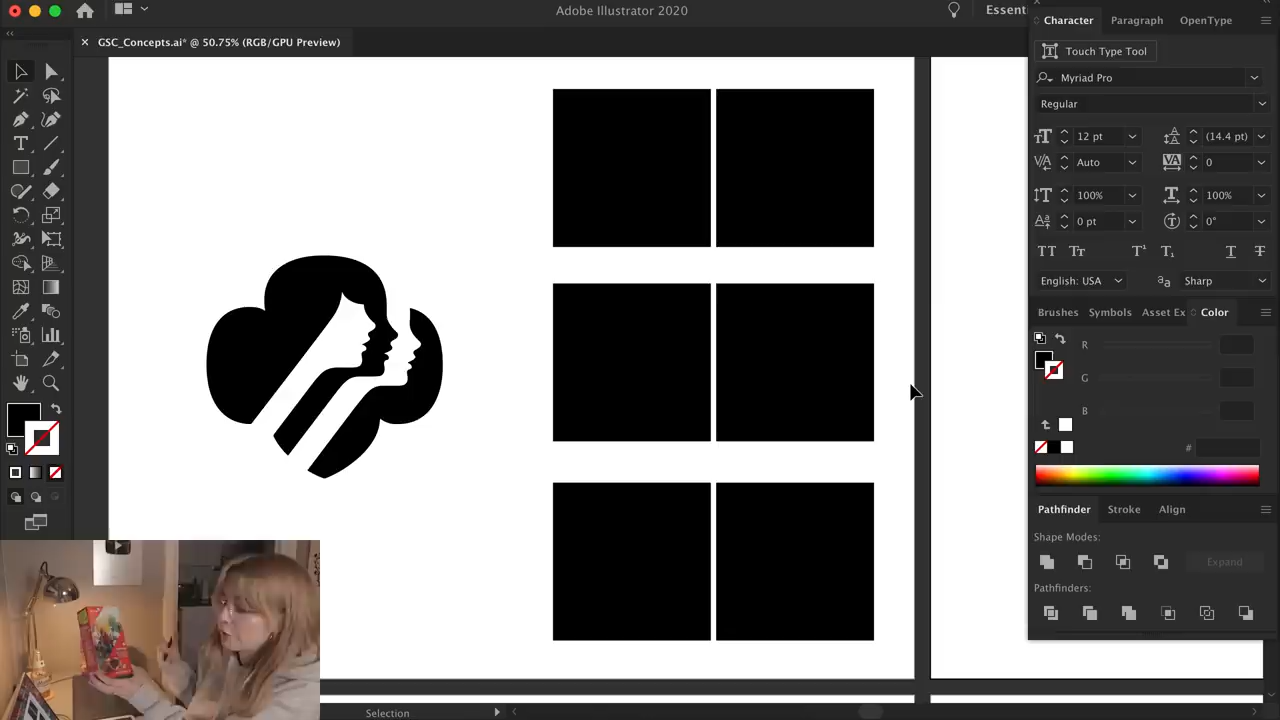 Adobe Illustrator 2020
Essenti
GSC_Concepts.ai* @ 50.75% (RGB/GPU Preview)
Character Paragraph OpenType
Touch Type Tool
Myriad Pro
Regular
12 pt (14.4 pt)
Auto 0
100% 100%
0 pt 0°
English: USA Sharp
Brushes Symbols Asset Ex Color
R
G
B
#
Pathfinder Stroke Align
Shape Modes:
Expand
Pathfinders:
Selection